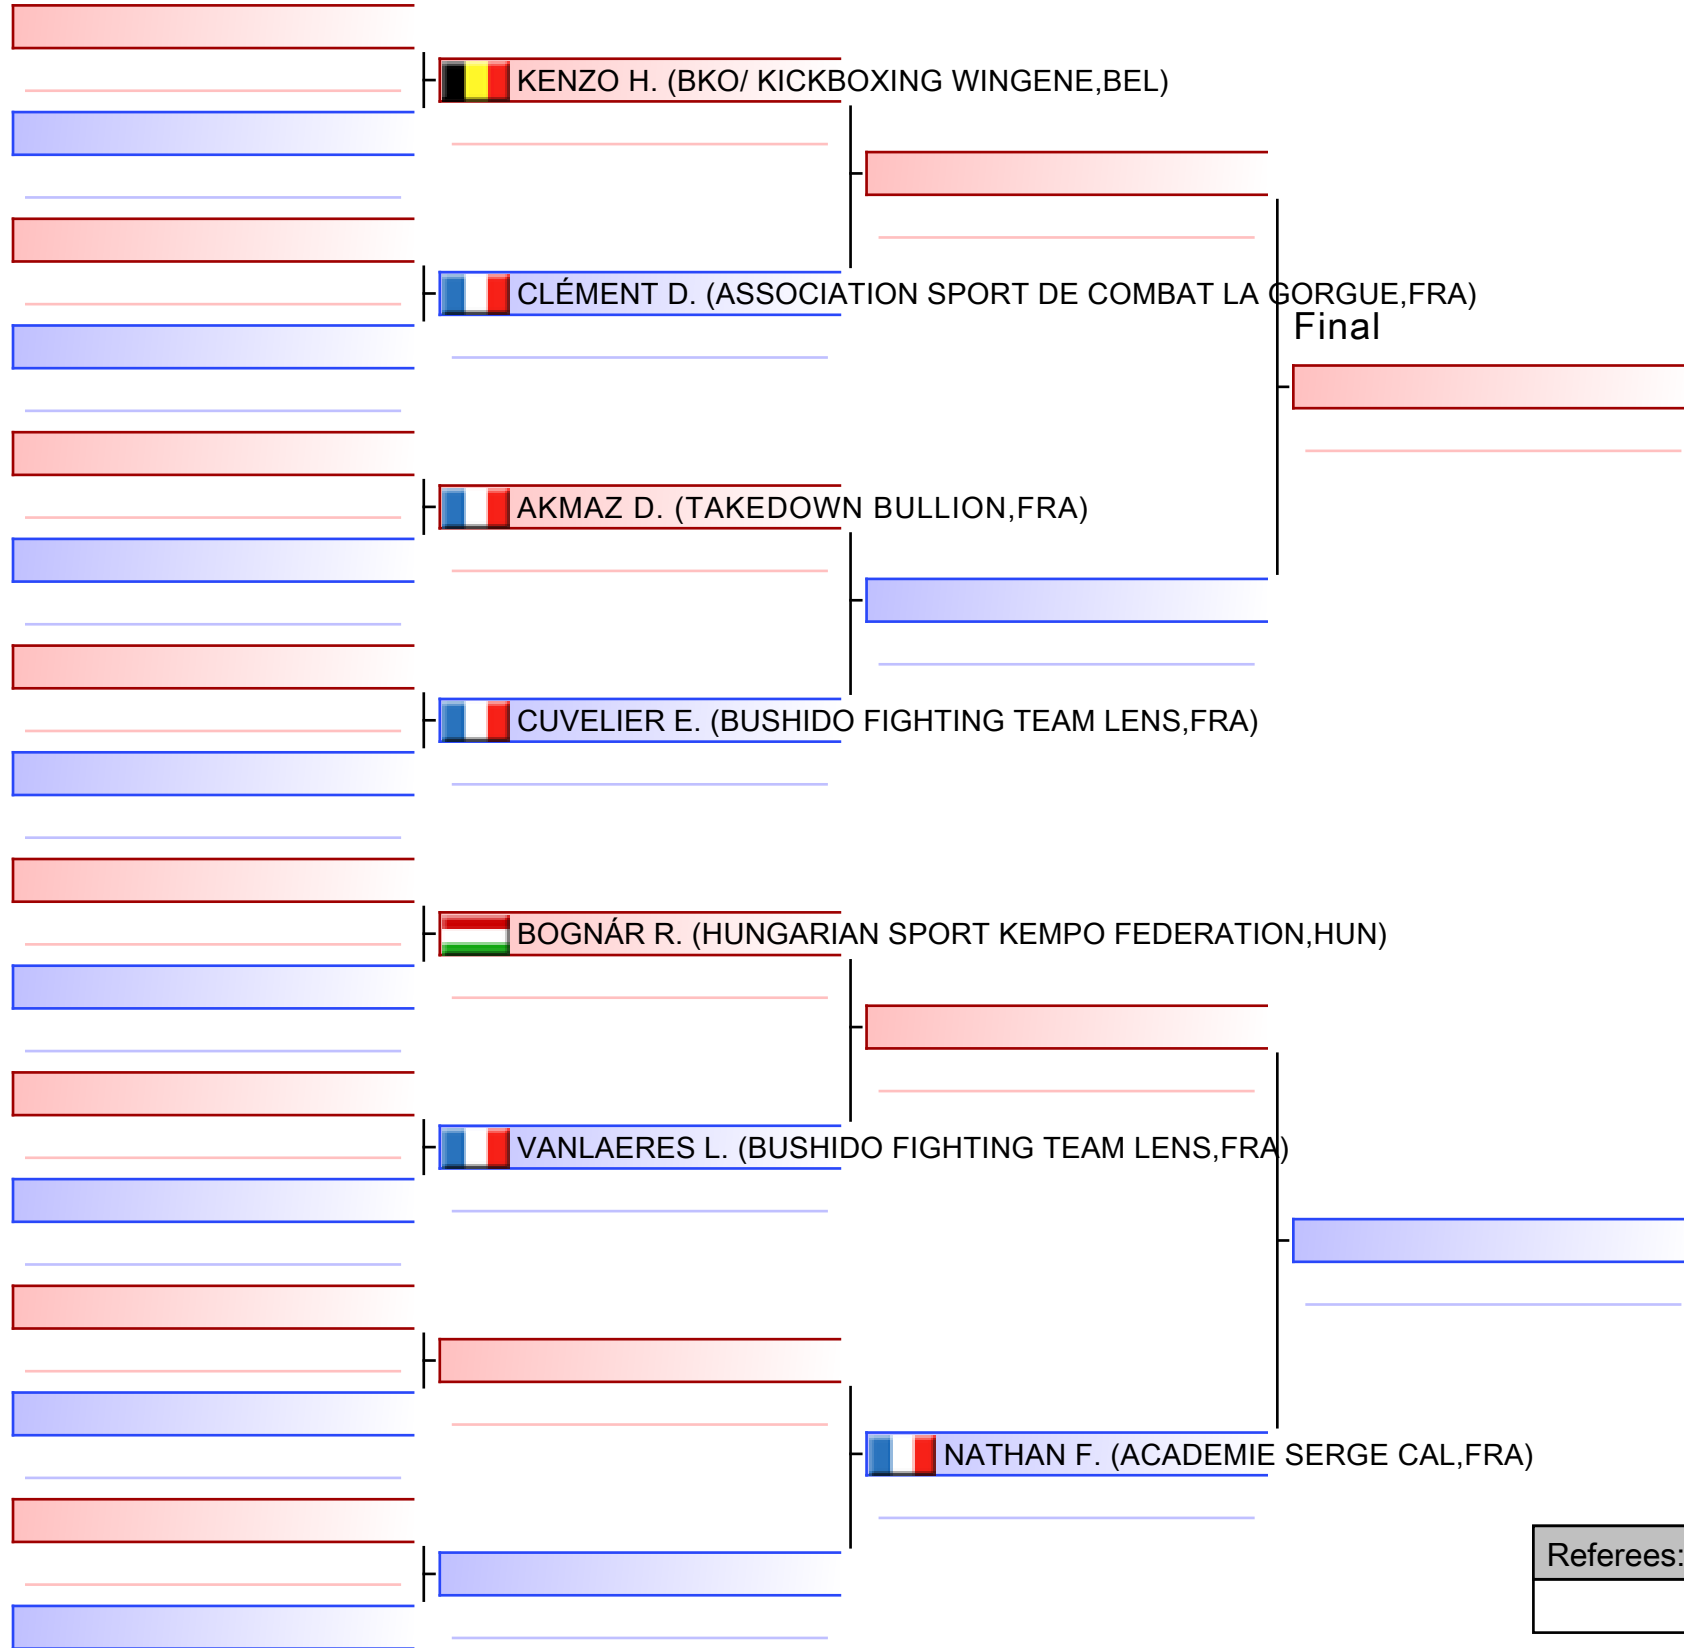 KENZO H. (BKO/ KICKBOXING WINGENE,BEL)
CLÉMENT D. (ASSOCIATION SPORT DE COMBAT LA GORGUE,FRA)
Final
AKMAZ D. (TAKEDOWN BULLION,FRA)
CUVELIER E. (BUSHIDO FIGHTING TEAM LENS,FRA)
BOGNÁR R. (HUNGARIAN SPORT KEMPO FEDERATION,HUN)
VANLAERES L. (BUSHIDO FIGHTING TEAM LENS,FRA)
NATHAN F. (ACADEMIE SERGE CAL,FRA)
Referees: